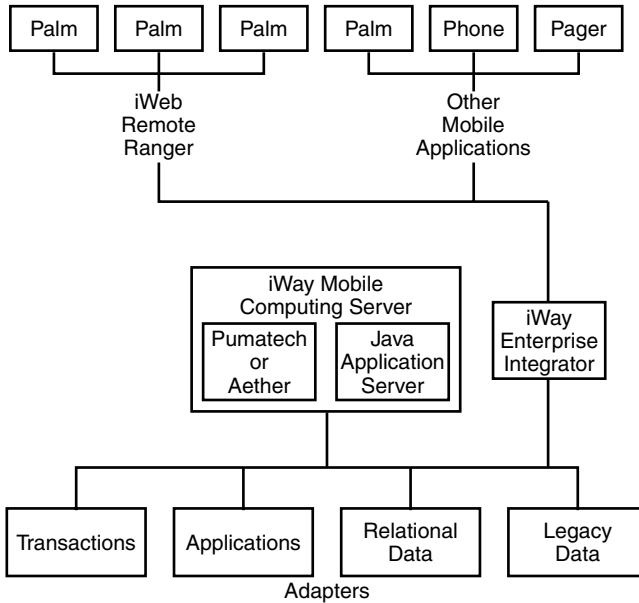 Palm
Palm
Palm
Palm
Phone
Pager
iWeb
Remote
Ranger
Other
Mobile
Applications
iWay Mobile
Computing Server
Pumatech
or
Aether
Java
Application
Server
iWay
Enterprise
Integrator
Transactions
Applications
Relational
Data
Legacy
Data
Adapters